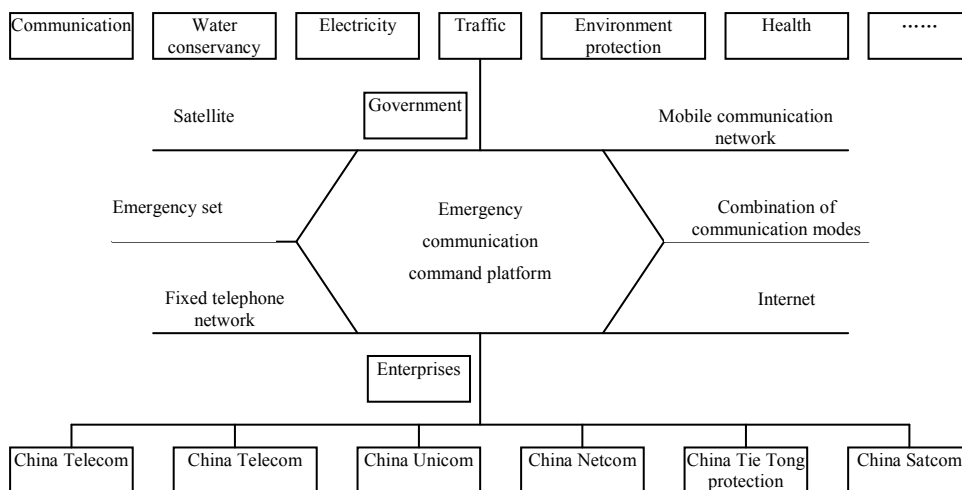 Communication
Water
conservancy
Electricity
Traffic
Environment
protection
Health
……
Government
Satellite
Mobile communication
network
Emergency set
Emergency
communication
command platform
Combination of
communication modes
Fixed telephone
network
Internet
Enterprises
China Telecom
China Telecom
China Unicom
China Netcom
China Tie Tong
protection
China Satcom